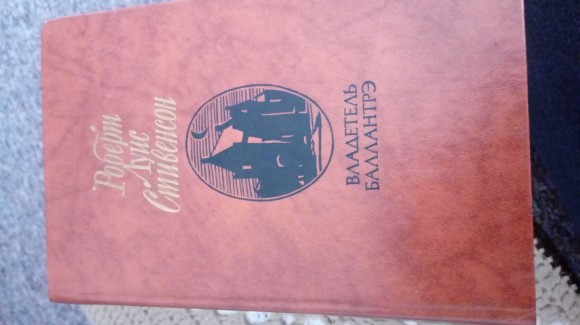 Роберт
Луис
Стивенсон
ВЛАДЕТЕЛЬ
БАЛЛАНТРЭ